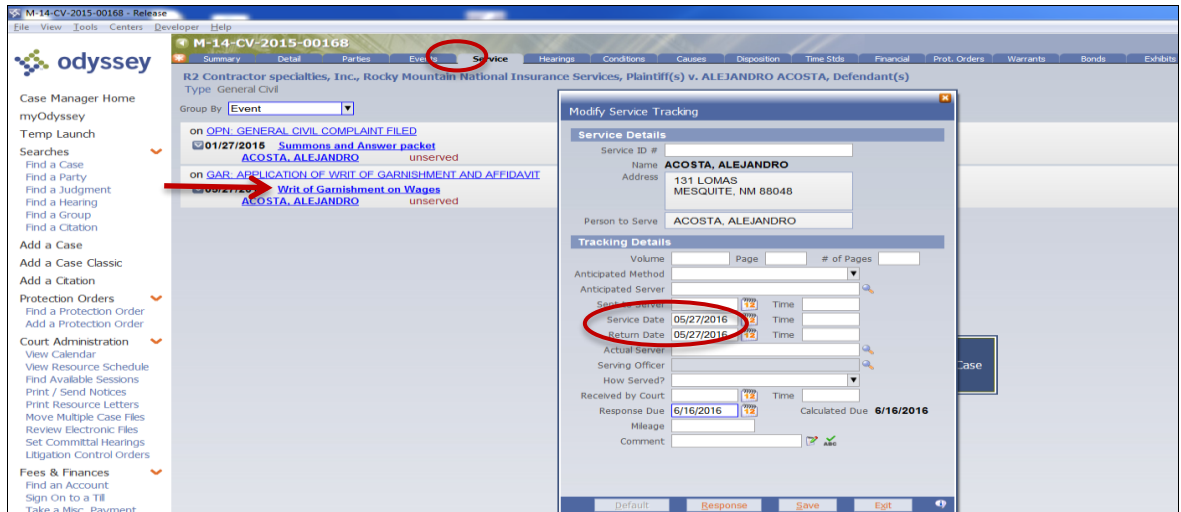 M-14-CV-2015-00168 - Release
File View Tools Centers Developer Help
odyssey
Case Manager Home
myOdyssey
Temp Launch
Searches
Find a Case
Find a Party
Find a Judgment
Find a Hearing
Find a Group
Find a Citation
Add a Case
Add a Case Classic
Add a Citation
Protection Orders
Find a Protection Order
Add a Protection Order
Court Administration
View Calendar
View Resource Schedule
Find Available Sessions
Print / Send Notices
Print Resource Letters
Move Multiple Case Files
Review Electronic Files
Set Committal Hearings
Litigation Control Orders
Fees & Finances
Find an Account
Sign On to a Till
Take a Misc. Payment
M-14-CV-2015-00168
Summary Detail Parties Events Service Hearings Conditions Causes Disposition Time Stds Financial Prot. Orders Warrants Bonds Exhibits
R2 Contractor specialties, Inc., Rocky Mountain National Insurance Services, Plaintiff(s) v. ALEJANDRO ACOSTA, Defendant(s)
Type General Civil
Group By Event
on OPN: GENERAL CIVIL COMPLAINT FILED
01/27/2015 Summons and Answer packet
ACOSTA, ALEJANDRO unserved
on GAR: APPLICATION OF WRIT OF GARNISHMENT AND AFFIDAVIT
Writ of Garnishment on Wages
ACOSTA, ALEJANDRO unserved
Modify Service Tracking
Service Details
Service ID #
Name ACOSTA, ALEJANDRO
Address 131 LOMAS
MESQUITE, NM 88048
Person to Serve ACOSTA, ALEJANDRO
Tracking Details
Volume Page # of Pages
Anticipated Method
Anticipated Server
Sent to Server Time
Service Date 05/27/2016 Time
Return Date 05/27/2016 Time
Actual Server
Serving Officer
How Served?
Received by Court Time
Response Due 6/16/2016 Calculated Due 6/16/2016
Mileage
Comment
Default Response Save Exit
Case